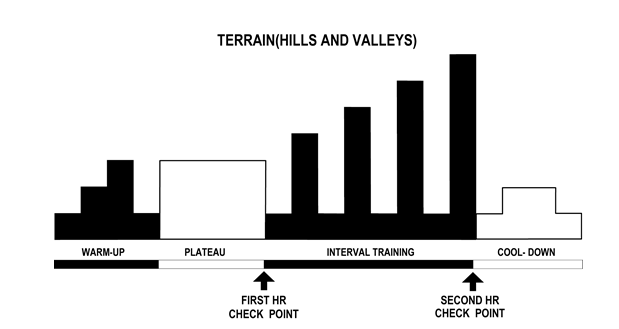 TERRAIN(HILLS AND VALLEYS)
WARM-UP PLATEAU INTERVAL TRAINING COOL- DOWN
FIRST HR SECOND HR
CHECK POINT CHECK POINT